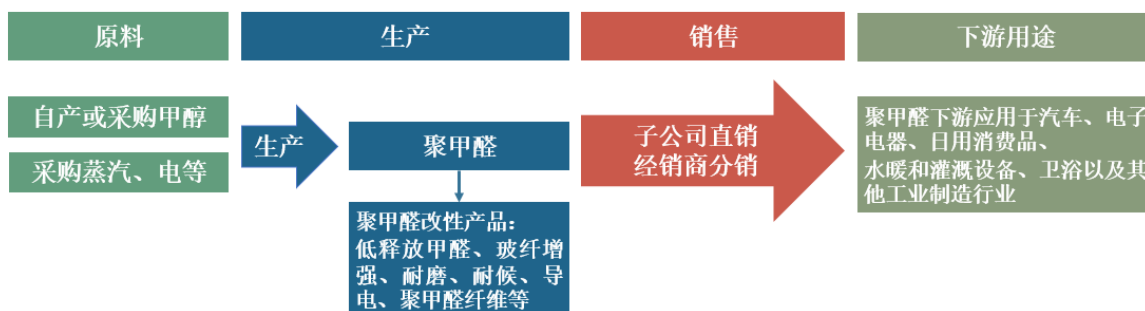 原料
生产
销售
下游用途
自产或采购甲醇
采购蒸汽、电等
生产
聚甲醛
聚甲醛改性产品：
低释放甲醛、玻纤增
强、耐磨、耐候、导
电、聚甲醛纤维等
子公司直销
经销商分销
聚甲醛下游应用于汽车、电子
电器、日用消费品、
水暖和灌溉设备、卫浴以及其
他工业制造行业